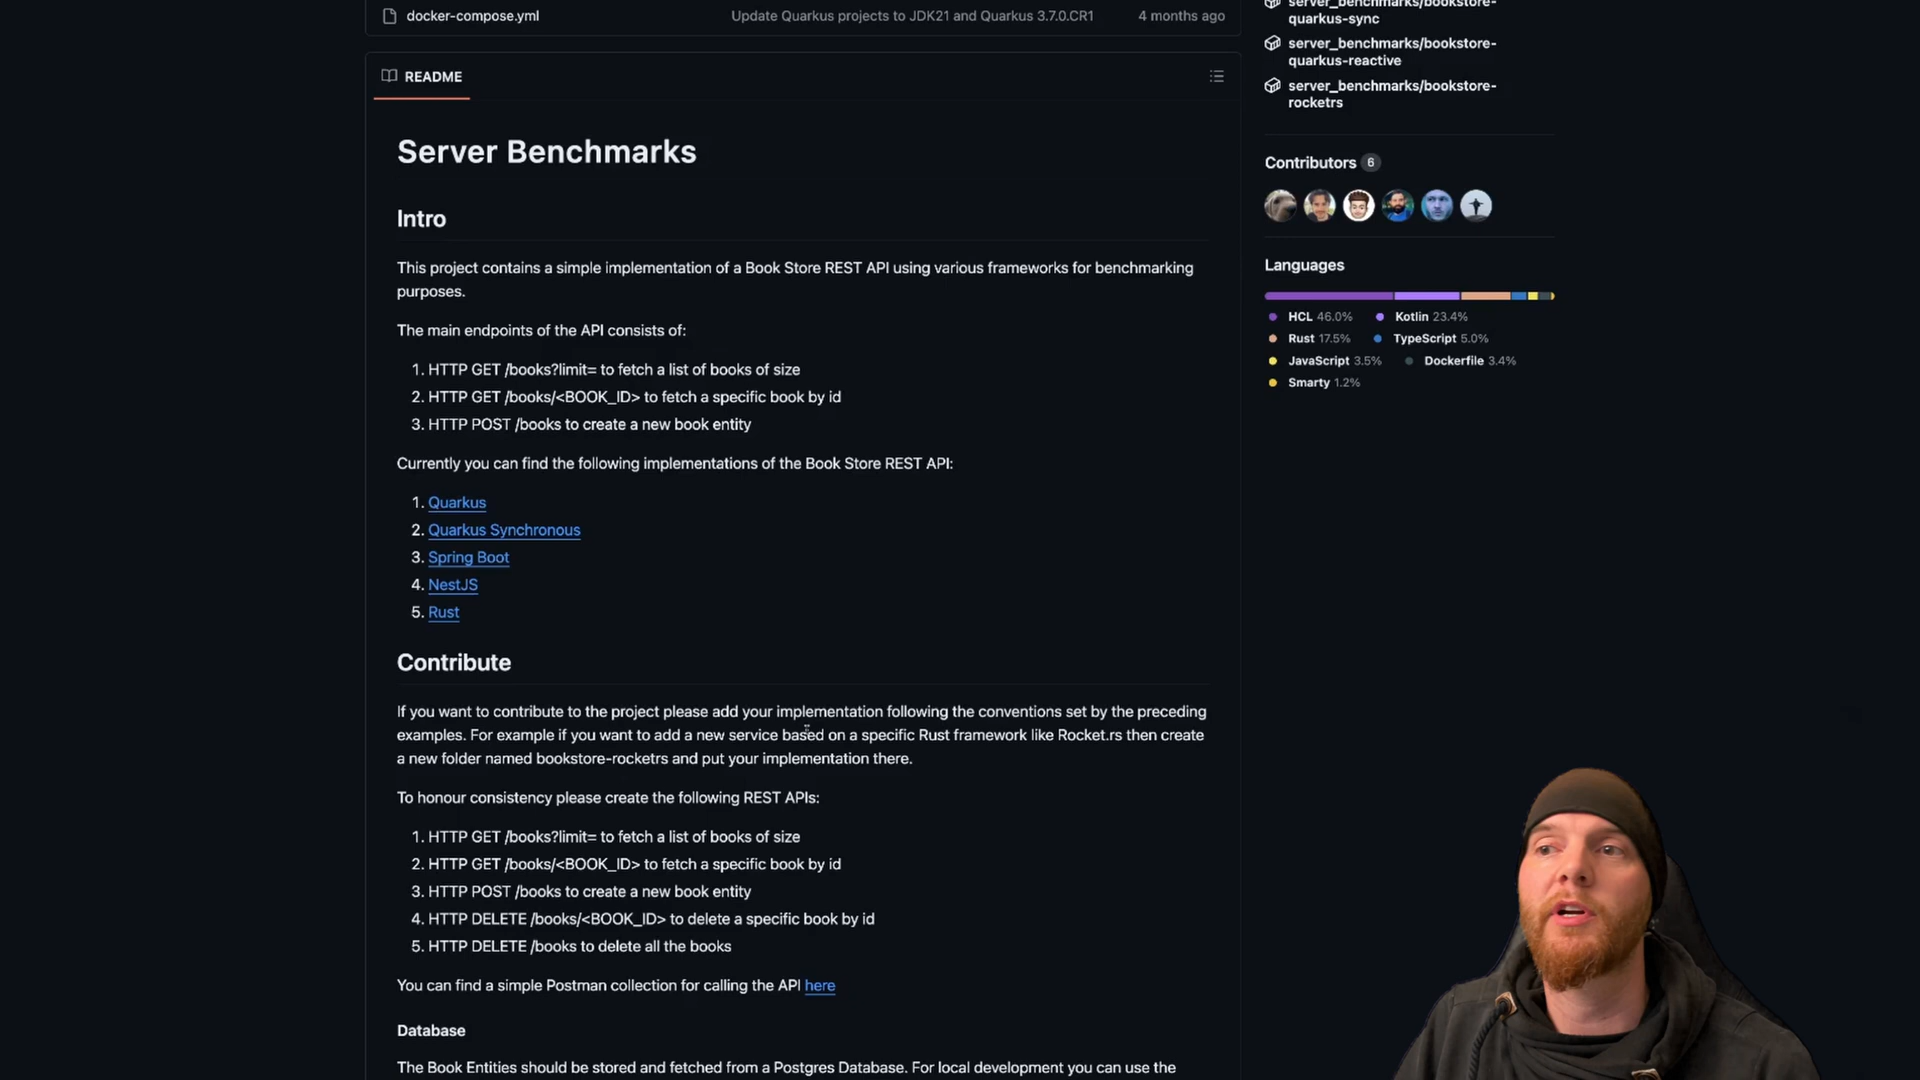 docker-compose.yml Update Quarkus projects to JDK21 and Quarkus 3.7.0.CR1 4 months ago
README
Server Benchmarks
Intro
This project contains a simple implementation of a Book Store REST API using various frameworks for benchmarking
purposes.
The main endpoints of the API consists of:
1. HTTP GET /books?limit= to fetch a list of books of size
2. HTTP GET /books/<BOOK_ID> to fetch a specific book by id
3. HTTP POST /books to create a new book entity
Currently you can find the following implementations of the Book Store REST API:
1. Quarkus
2. Quarkus Synchronous
3. Spring Boot
4. NestJS
5. Rust
Contribute
If you want to contribute to the project please add your implementation following the conventions set by the preceding
examples. For example if you want to add a new service based on a specific Rust framework like Rocket.rs then create
a new folder named bookstore-rocketrs and put your implementation there.
To honour consistency please create the following REST APIs:
1. HTTP GET /books?limit= to fetch a list of books of size
2. HTTP GET /books/<BOOK_ID> to fetch a specific book by id
3. HTTP POST /books to create a new book entity
4. HTTP DELETE /books/<BOOK_ID> to delete a specific book by id
5. HTTP DELETE /books to delete all the books
You can find a simple Postman collection for calling the API here
Database
The Book Entities should be stored and fetched from a Postgres Database. For local development you can use the
server_benchmarks/bookstore-
quarkus-sync
server_benchmarks/bookstore-
quarkus-reactive
server_benchmarks/bookstore-
rocketrs
Contributors 6
Languages
HCL 46.0% Kotlin 23.4%
Rust 17.5% TypeScript 5.0%
JavaScript 3.5% Dockerfile 3.4%
Smarty 1.2%